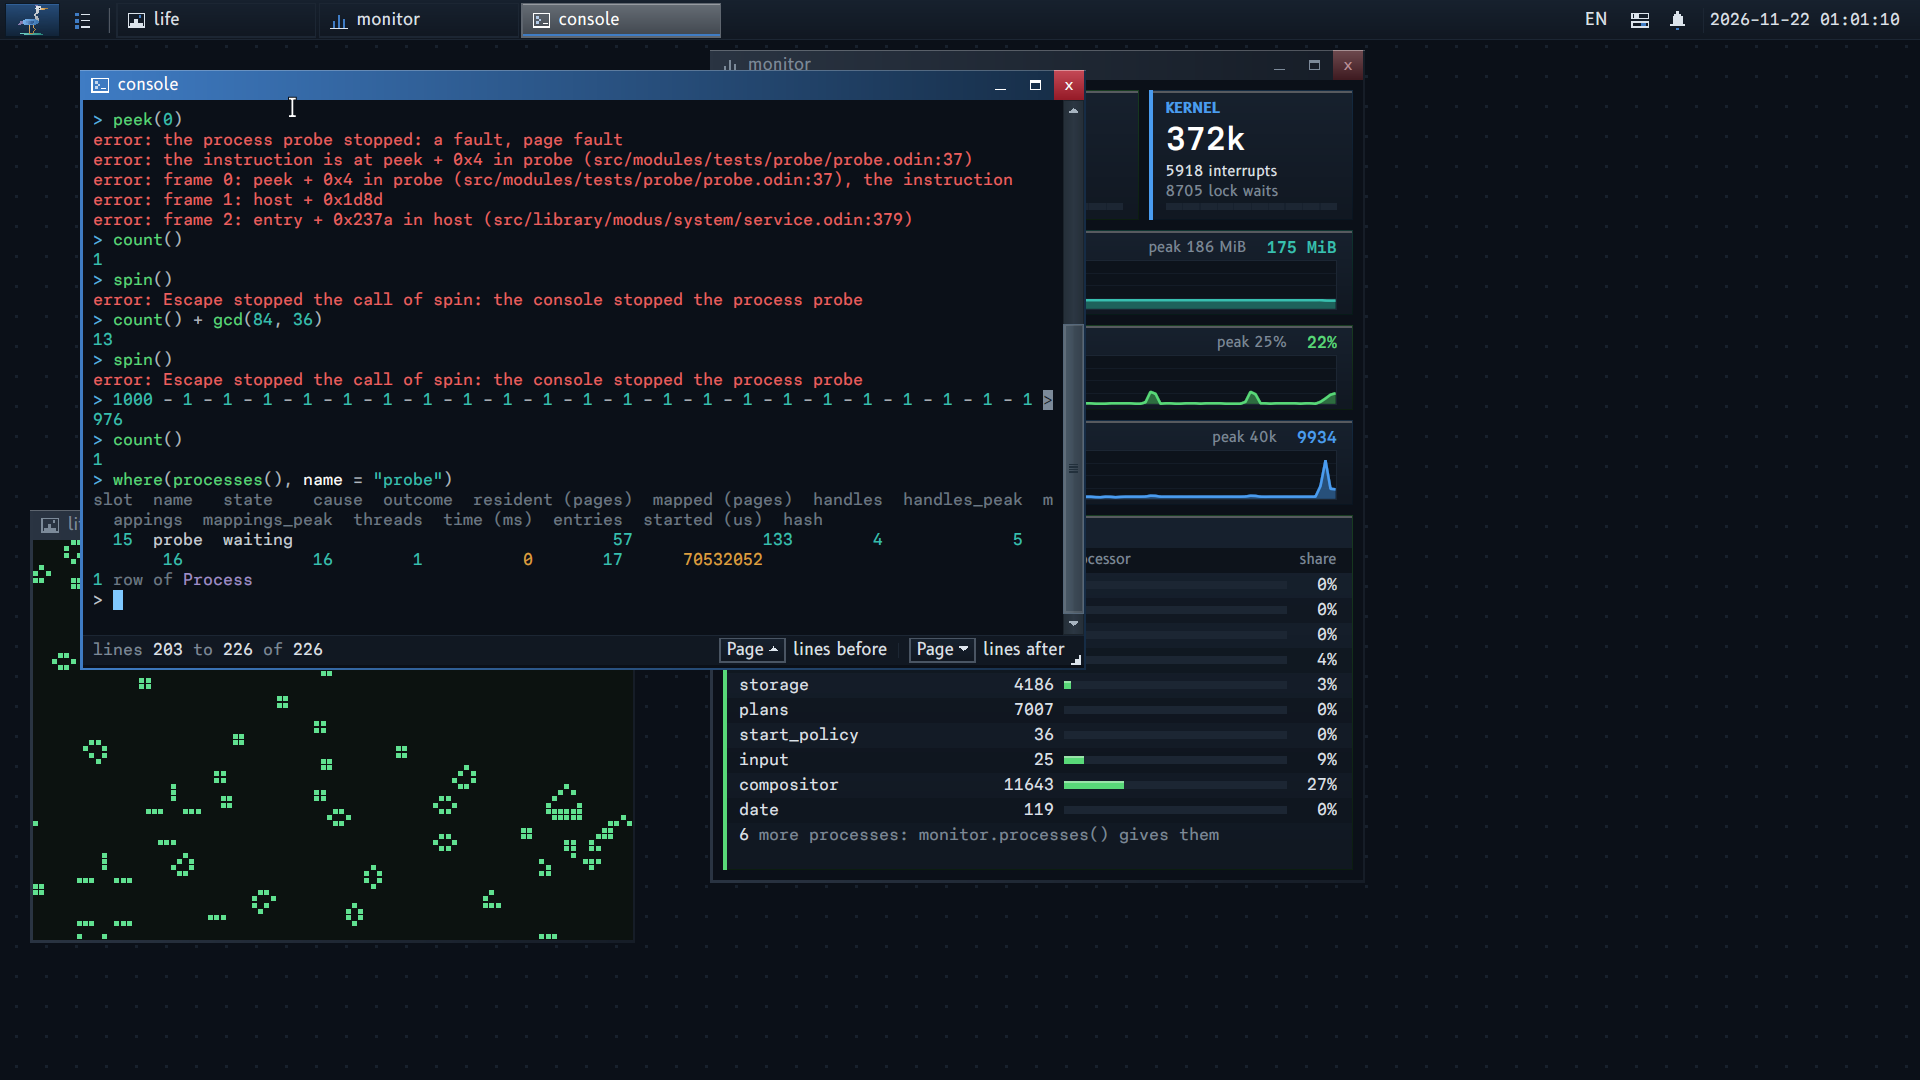 life
monitor
console
EN
2026-11-22 01:01:10
monitor
x
console
x
> peek(0)
error: the process probe stopped: a fault, page fault
error: the instruction is at peek + 0x4 in probe (src/modules/tests/probe/probe.odin:37)
error: frame 0: peek + 0x4 in probe (src/modules/tests/probe/probe.odin:37), the instruction
error: frame 1: host + 0x1d8d
error: frame 2: entry + 0x237a in host (src/library/modus/system/service.odin:379)
> count()
1
> spin()
error: Escape stopped the call of spin: the console stopped the process probe
> count() + gcd(84, 36)
13
> spin()
error: Escape stopped the call of spin: the console stopped the process probe
> 1000 - 1 - 1 - 1 - 1 - 1 - 1 - 1 - 1 - 1 - 1 - 1 - 1 - 1 - 1 - 1 - 1 - 1 - 1 - 1 - 1 - 1 - 1 >
976
> count()
1
> where(processes(), name = "probe")
slot  name   state    cause  outcome  resident (pages)  mapped (pages)  handles  handles_peak  m
appings  mappings_peak  threads  time (ms)  entries  started (us)  hash
15  probe  waiting  57  133  4  5
16  16  1  0  17  70532052
1 row of Process
>
lines 203 to 226 of 226
Page lines before
Page lines after
KERNEL
372k
5918 interrupts
8705 lock waits
peak 186 MiB 175 MiB
peak 25% 22%
peak 40k 9934
cessor share
0%
0%
0%
4%
storage 4186 3%
plans 7007 0%
start_policy 36 0%
input 25 9%
compositor 11643 27%
date 119 0%
6 more processes: monitor.processes() gives them
li